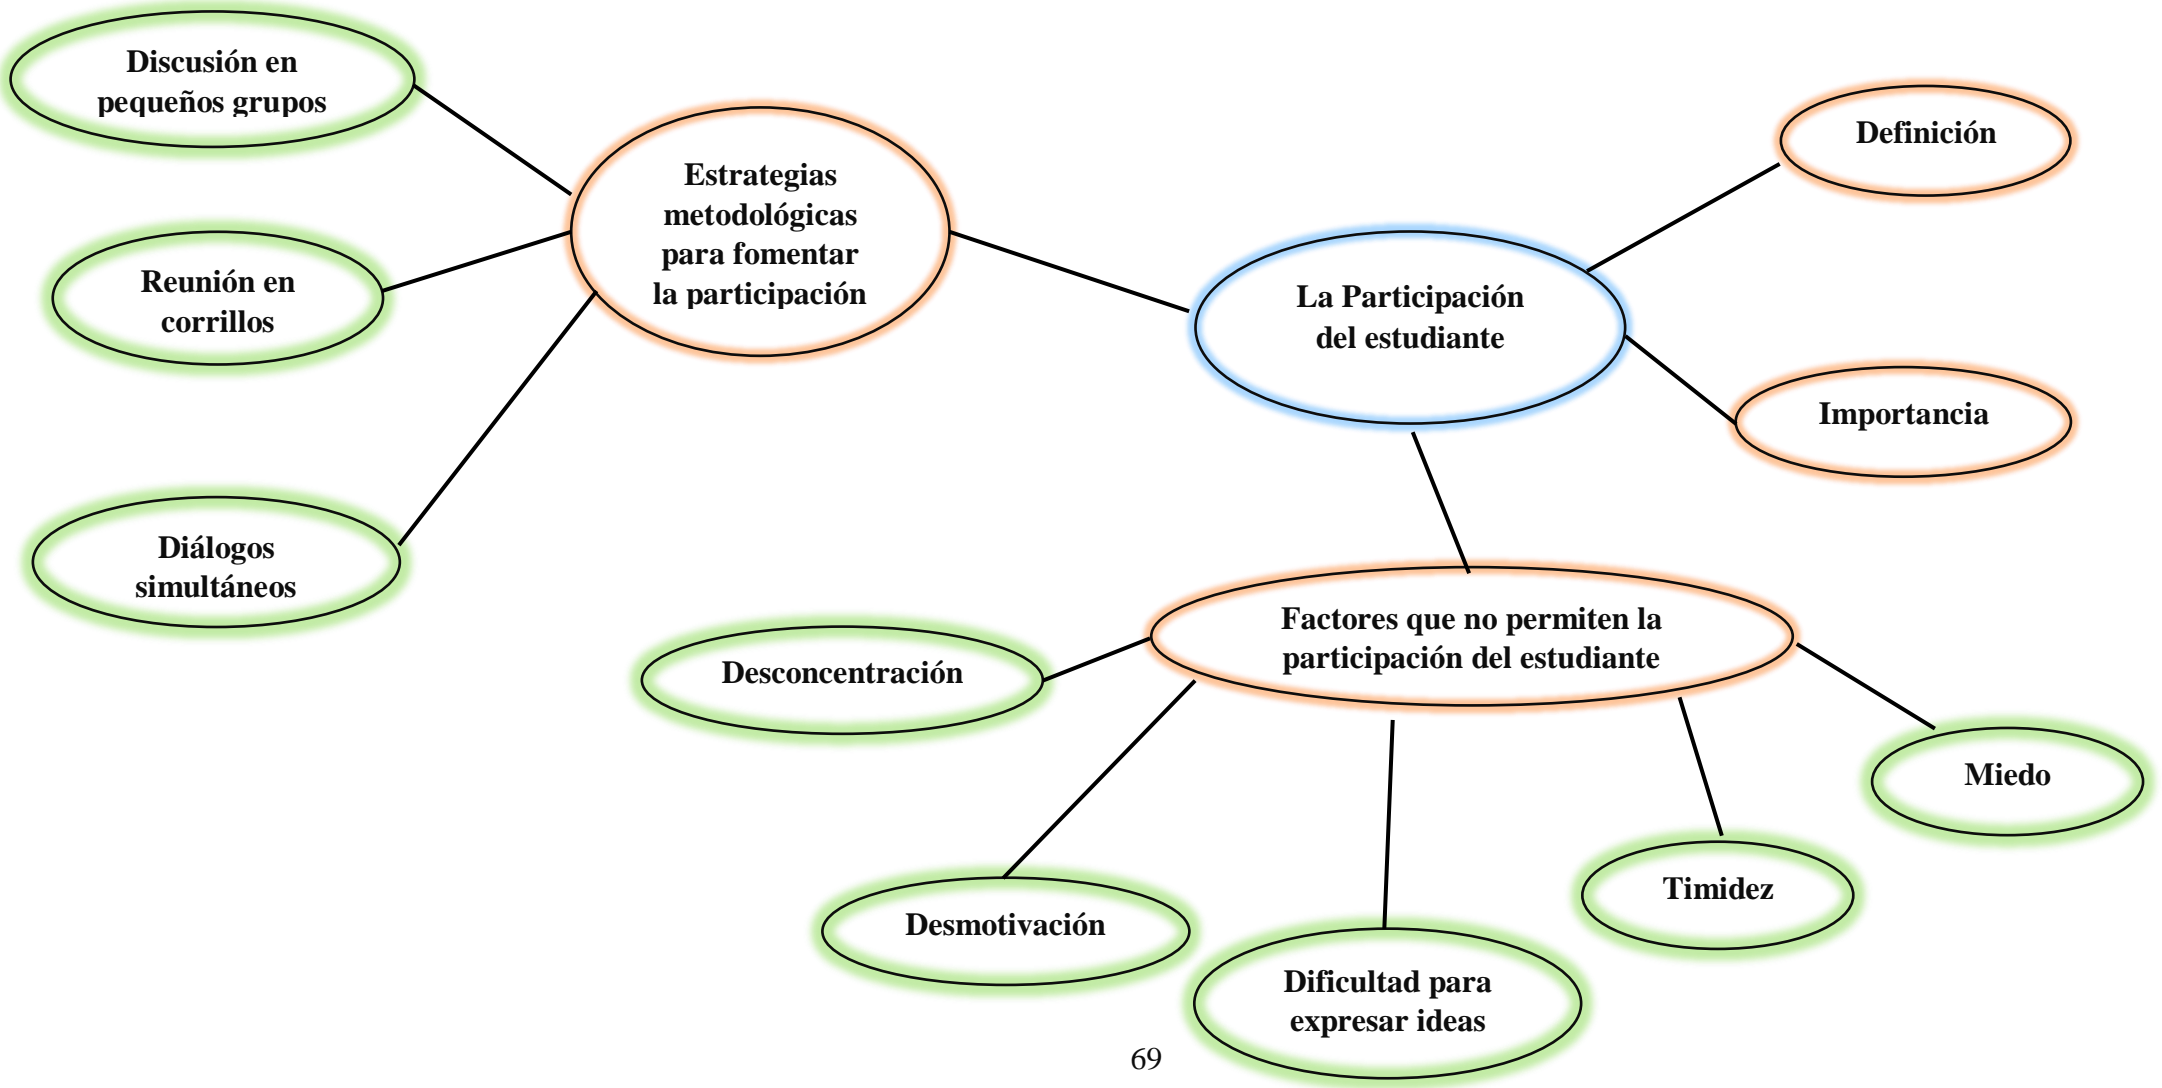 Discusión en
pequeños grupos
Estrategias
metodológicas
para fomentar
la participación
Definición
Reunión en
corrillos
La Participación
del estudiante
Importancia
Diálogos
simultáneos
Factores que no permiten la
participación del estudiante
Desconcentración
Miedo
Timidez
Desmotivación
Dificultad para
expresar ideas
69